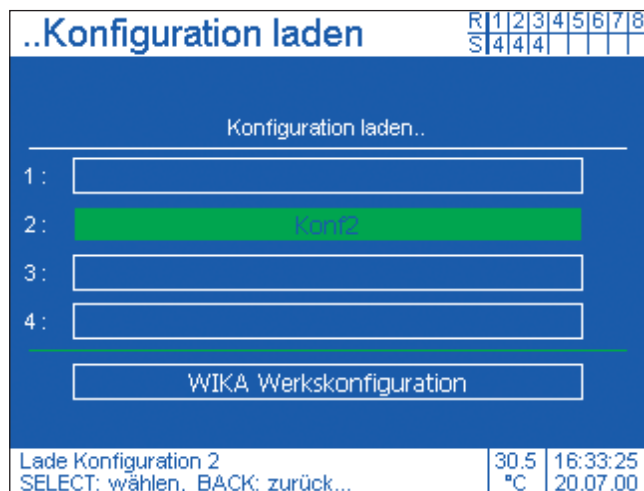 ..Konfiguration laden
R 1 2 3 4 5 6 7 8
S 4 4 4
Konfiguration laden..
1 :
2 : Konf2
3 :
4 :
WIKA Werkskonfiguration
Lade Konfiguration 2
SELECT: wählen, BACK: zurück...
30.5 °C
16:33:25
20.07.00